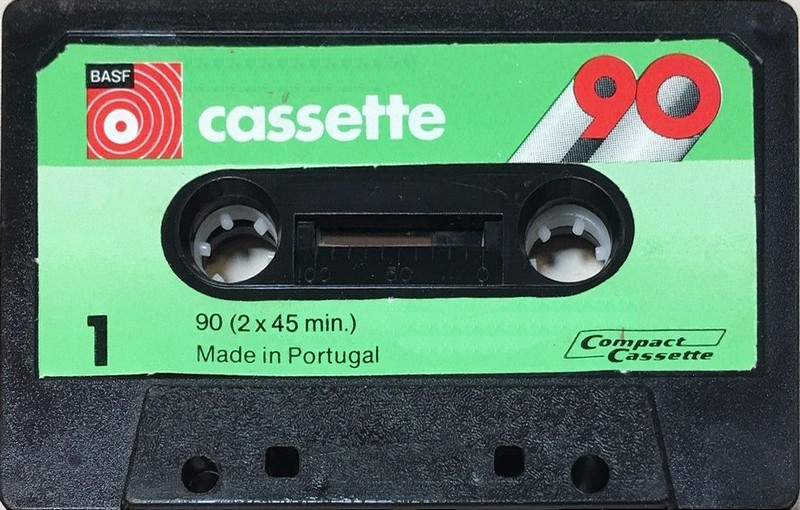 BASF
cassette
90
100 50 0
1
90 (2 x 45 min.)
Made in Portugal
Compact
Cassette